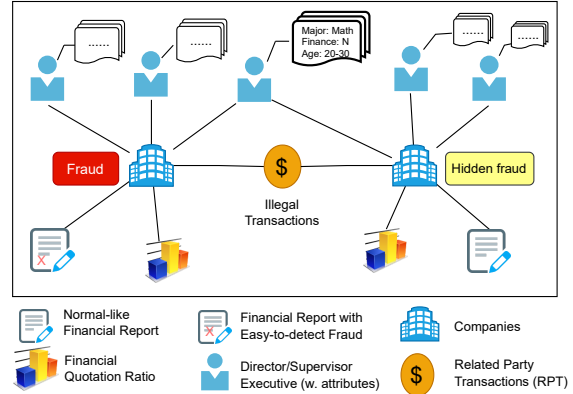 ......
......
Major: Math
Finance: N
Age: 20-30
......
......
Fraud
$
Hidden fraud
Illegal
Transactions
X
Normal-like
Financial Report
X
Financial Report with
Easy-to-detect Fraud
Companies
Financial
Quotation Ratio
Director/Supervisor
Executive (w. attributes)
$
Related Party
Transactions (RPT)